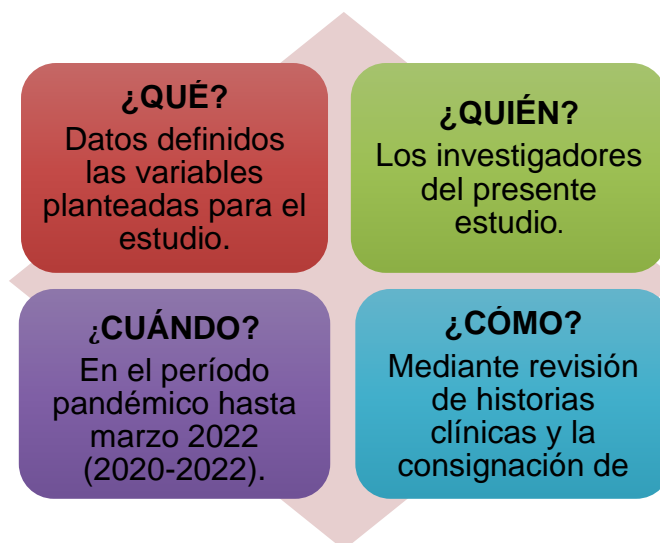 ¿QUÉ?
Datos definidos
las variables
planteadas para el
estudio.
¿QUIÉN?
Los investigadores
del presente
estudio.
¿CUÁNDO?
En el período
pandémico hasta
marzo 2022
(2020-2022).
¿CÓMO?
Mediante revisión
de historias
clínicas y la
consignación de